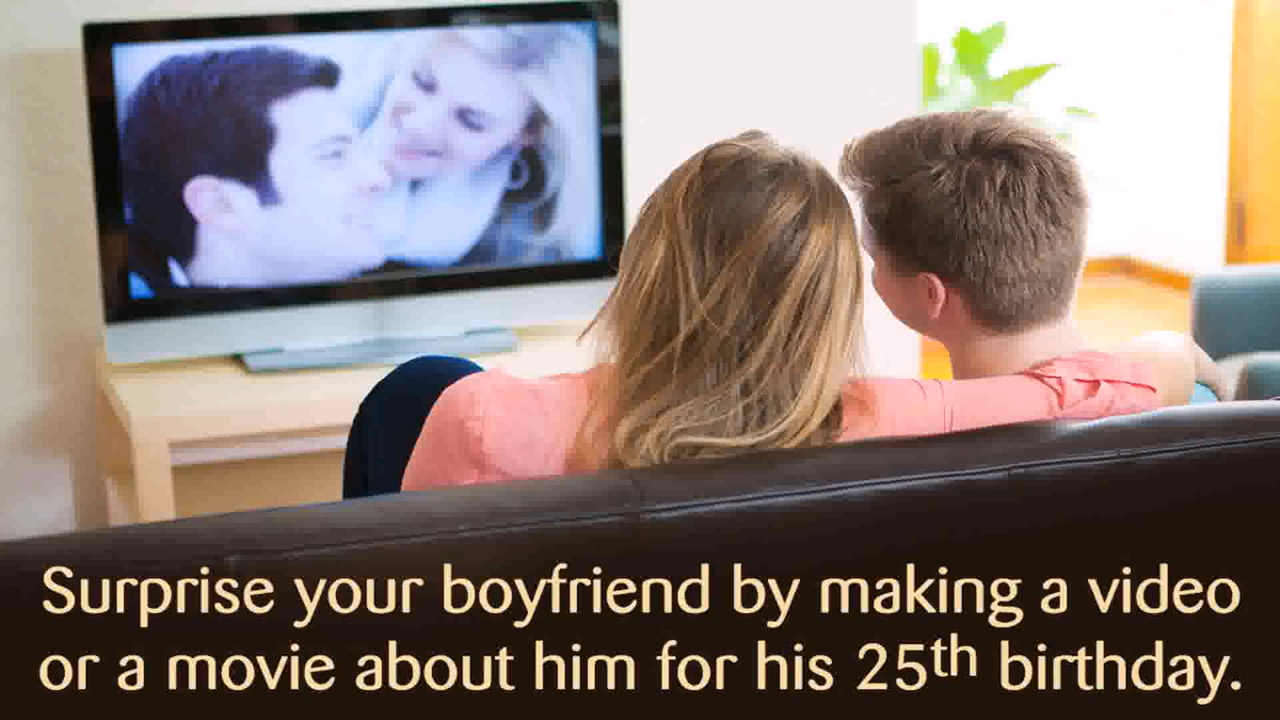 Surprise your boyfriend by making a video
or a movie about him for his 25th birthday.